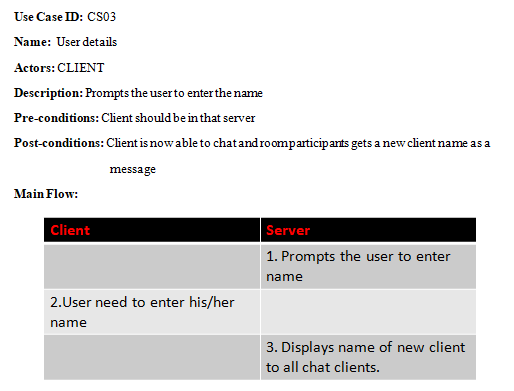 Use Case ID: CS03
Name: User details
Actors: CLIENT
Description: Prompts the user to enter the name
Pre-conditions: Client should be in that server
Post-conditions: Client is now able to chat and room participants gets a new client name as a
message
Main Flow:
Client Server
1. Prompts the user to enter
name
2.User need to enter his/her
name
3. Displays name of new client
to all chat clients.